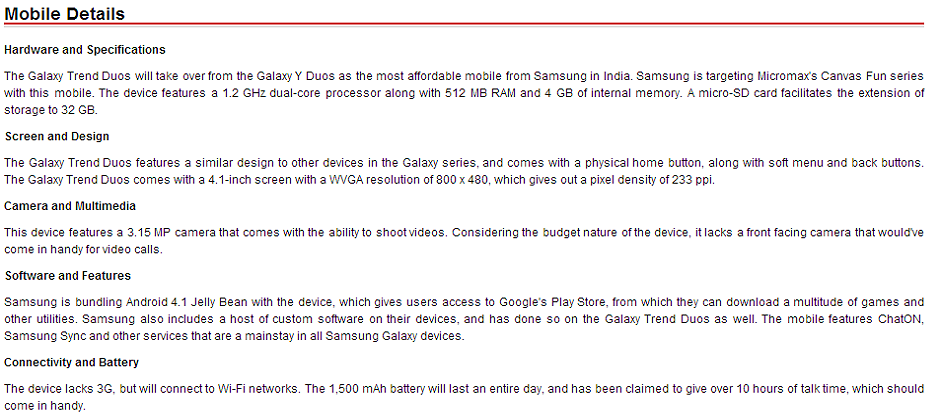 Mobile Details
Hardware and Specifications
The Galaxy Trend Duos will take over from the Galaxy Y Duos as the most affordable mobile from Samsung in India. Samsung is targeting Micromax's Canvas Fun series
with this mobile. The device features a 1.2 GHz dual-core processor along with 512 MB RAM and 4 GB of internal memory. A micro-SD card facilitates the extension of
storage to 32 GB.
Screen and Design
The Galaxy Trend Duos features a similar design to other devices in the Galaxy series, and comes with a physical home button, along with soft menu and back buttons.
The Galaxy Trend Duos comes with a 4.1-inch screen with a WVGA resolution of 800 x 480, which gives out a pixel density of 233 ppi.
Camera and Multimedia
This device features a 3.15 MP camera that comes with the ability to shoot videos. Considering the budget nature of the device, it lacks a front facing camera that would've
come in handy for video calls.
Software and Features
Samsung is bundling Android 4.1 Jelly Bean with the device, which gives users access to Google's Play Store, from which they can download a multitude of games and
other utilities. Samsung also includes a host of custom software on their devices, and has done so on the Galaxy Trend Duos as well. The mobile features ChatON,
Samsung Sync and other services that are a mainstay in all Samsung Galaxy devices.
Connectivity and Battery
The device lacks 3G, but will connect to Wi-Fi networks. The 1,500 mAh battery will last an entire day, and has been claimed to give over 10 hours of talk time, which should
come in handy.